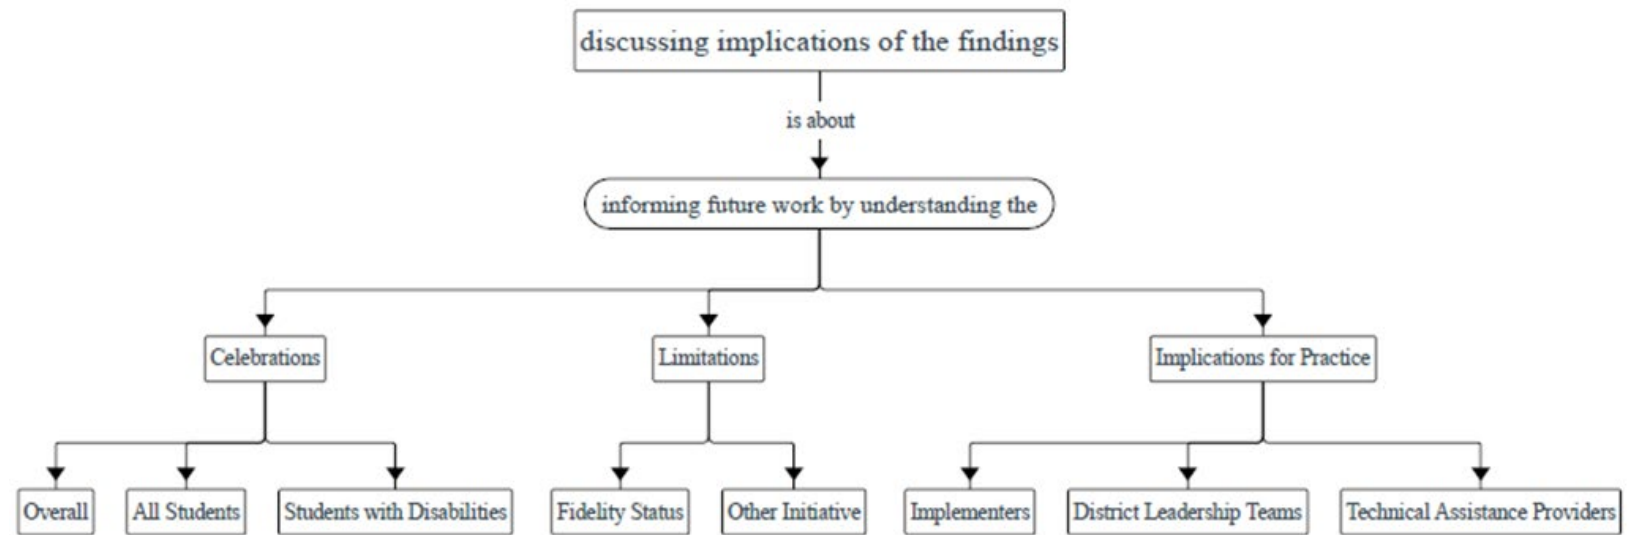 discussing implications of the findings
is about
informing future work by understanding the
Celebrations
Limitations
Implications for Practice
Overall
All Students
Students with Disabilities
Fidelity Status
Other Initiative
Implementers
District Leadership Teams
Technical Assistance Providers